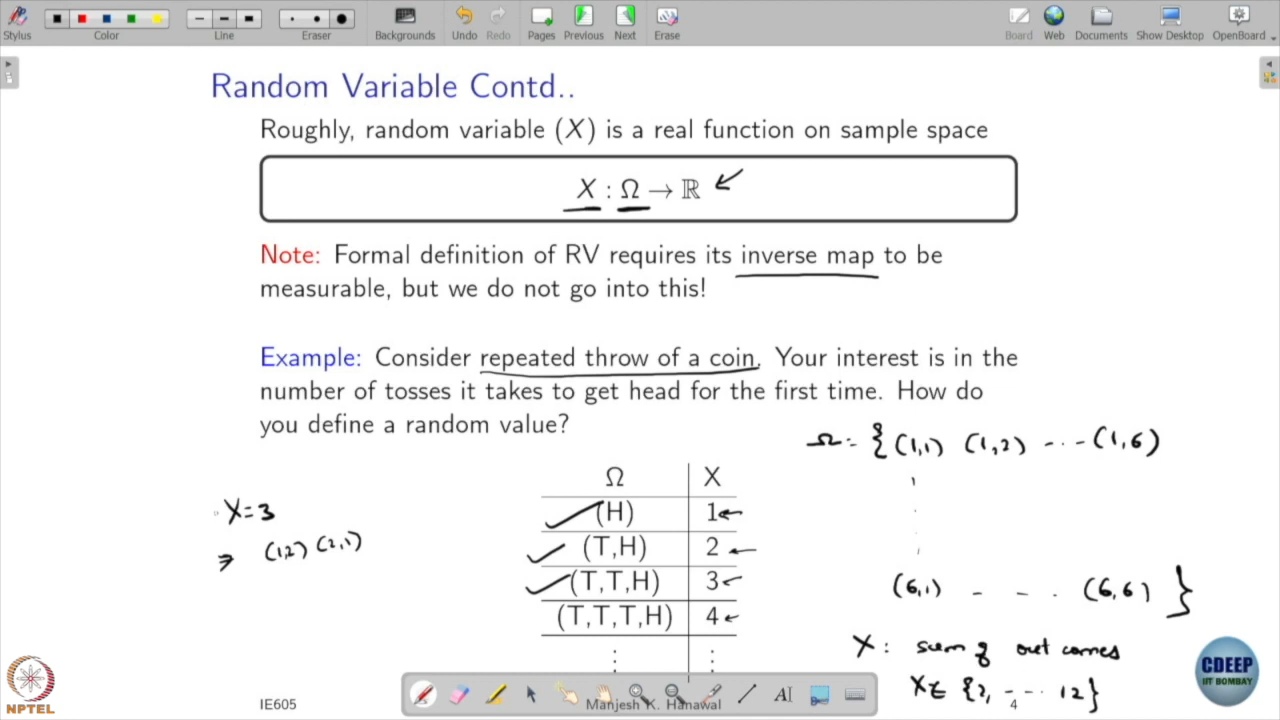 Stylus Color Line Eraser Backgrounds Undo Redo Pages Previous Next Erase Board Web Documents Show Desktop OpenBoard
Random Variable Contd..
Roughly, random variable (X) is a real function on sample space
X : Ω → ℝ
Note: Formal definition of RV requires its inverse map to be
measurable, but we do not go into this!
Example: Consider repeated throw of a coin. Your interest is in the
number of tosses it takes to get head for the first time. How do
you define a random value?
Ω = { (1,1) (1,2) ... (1,6)
Ω X
(H) 1
(T,H) 2
(T,T,H) 3
(T,T,T,H) 4
⋮ ⋮
X=3
⇒ (1,2) (2,1)
(6,1) - - . (6,6) }
X: sum of out comes
X ∈ {2, - - · 12}
4
IE605
Manjesh K. Hanawal
NPTEL
CDEEP
IIT BOMBAY